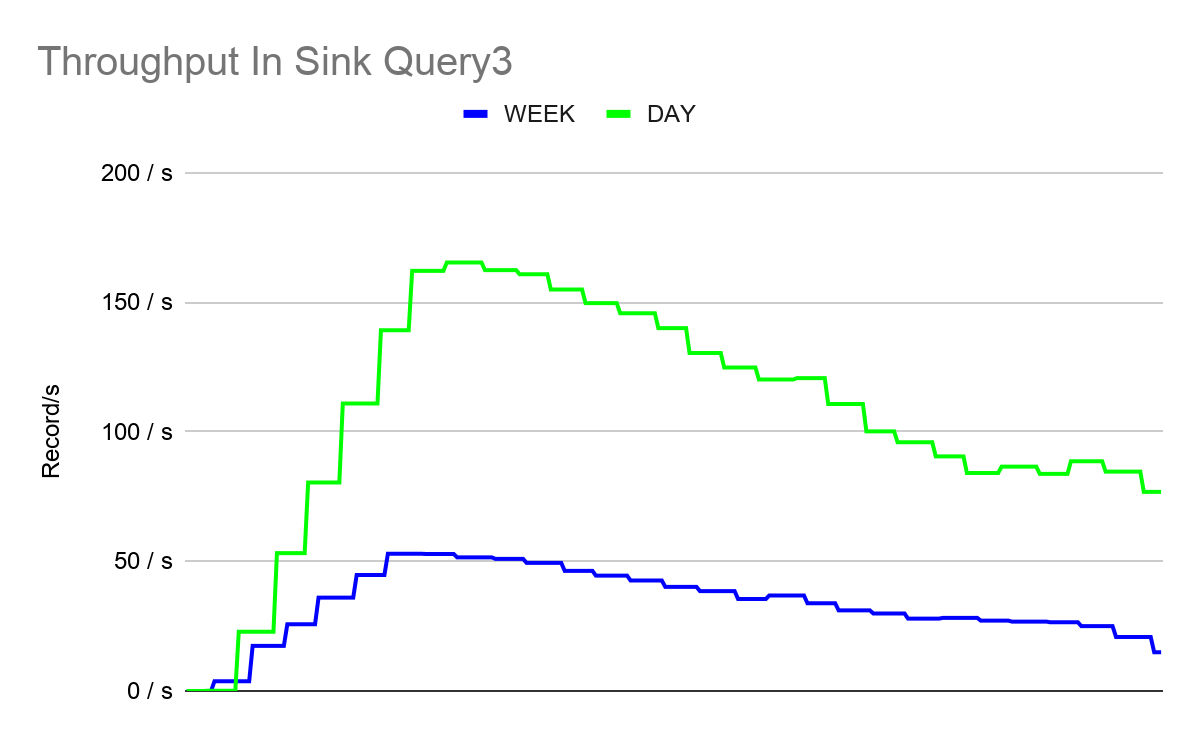 Throughput In Sink Query3
WEEK DAY
200 / s
150 / s
100 / s
50 / s
0 / s
Record/s